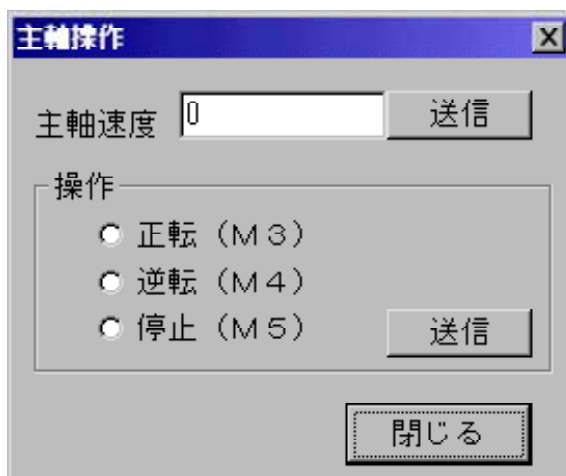 主軸操作
主軸速度 0 送信
操作
正転(M3)
逆転(M4)
停止(M5) 送信
閉じる